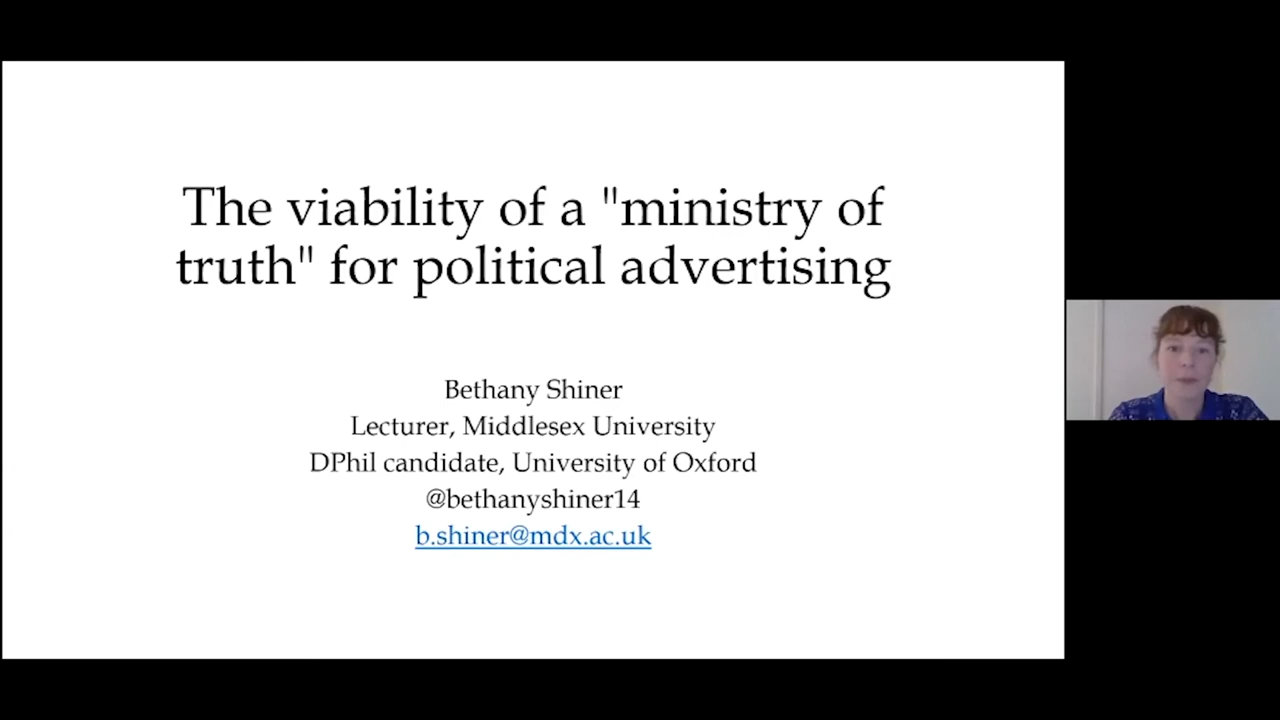 The viability of a "ministry of
truth" for political advertising
Bethany Shiner
Lecturer, Middlesex University
DPhil candidate, University of Oxford
@bethanyshiner14
b.shiner@mdx.ac.uk